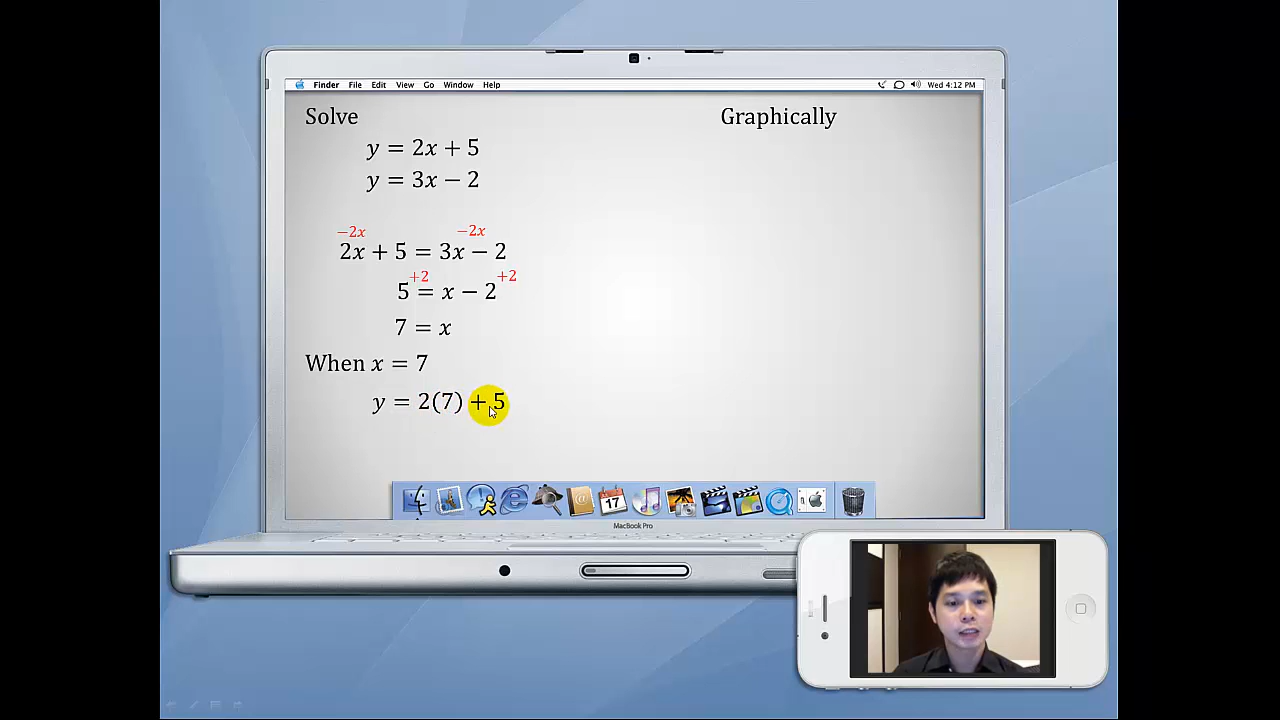 Finder File Edit View Go Window Help Wed 4:12 PM
Solve
Graphically
y = 2x + 5
y = 3x − 2
−2x −2x
2x + 5 = 3x − 2
+2 +2
5 = x − 2
7 = x
When x = 7
y = 2(7) + 5
17
MacBook Pro